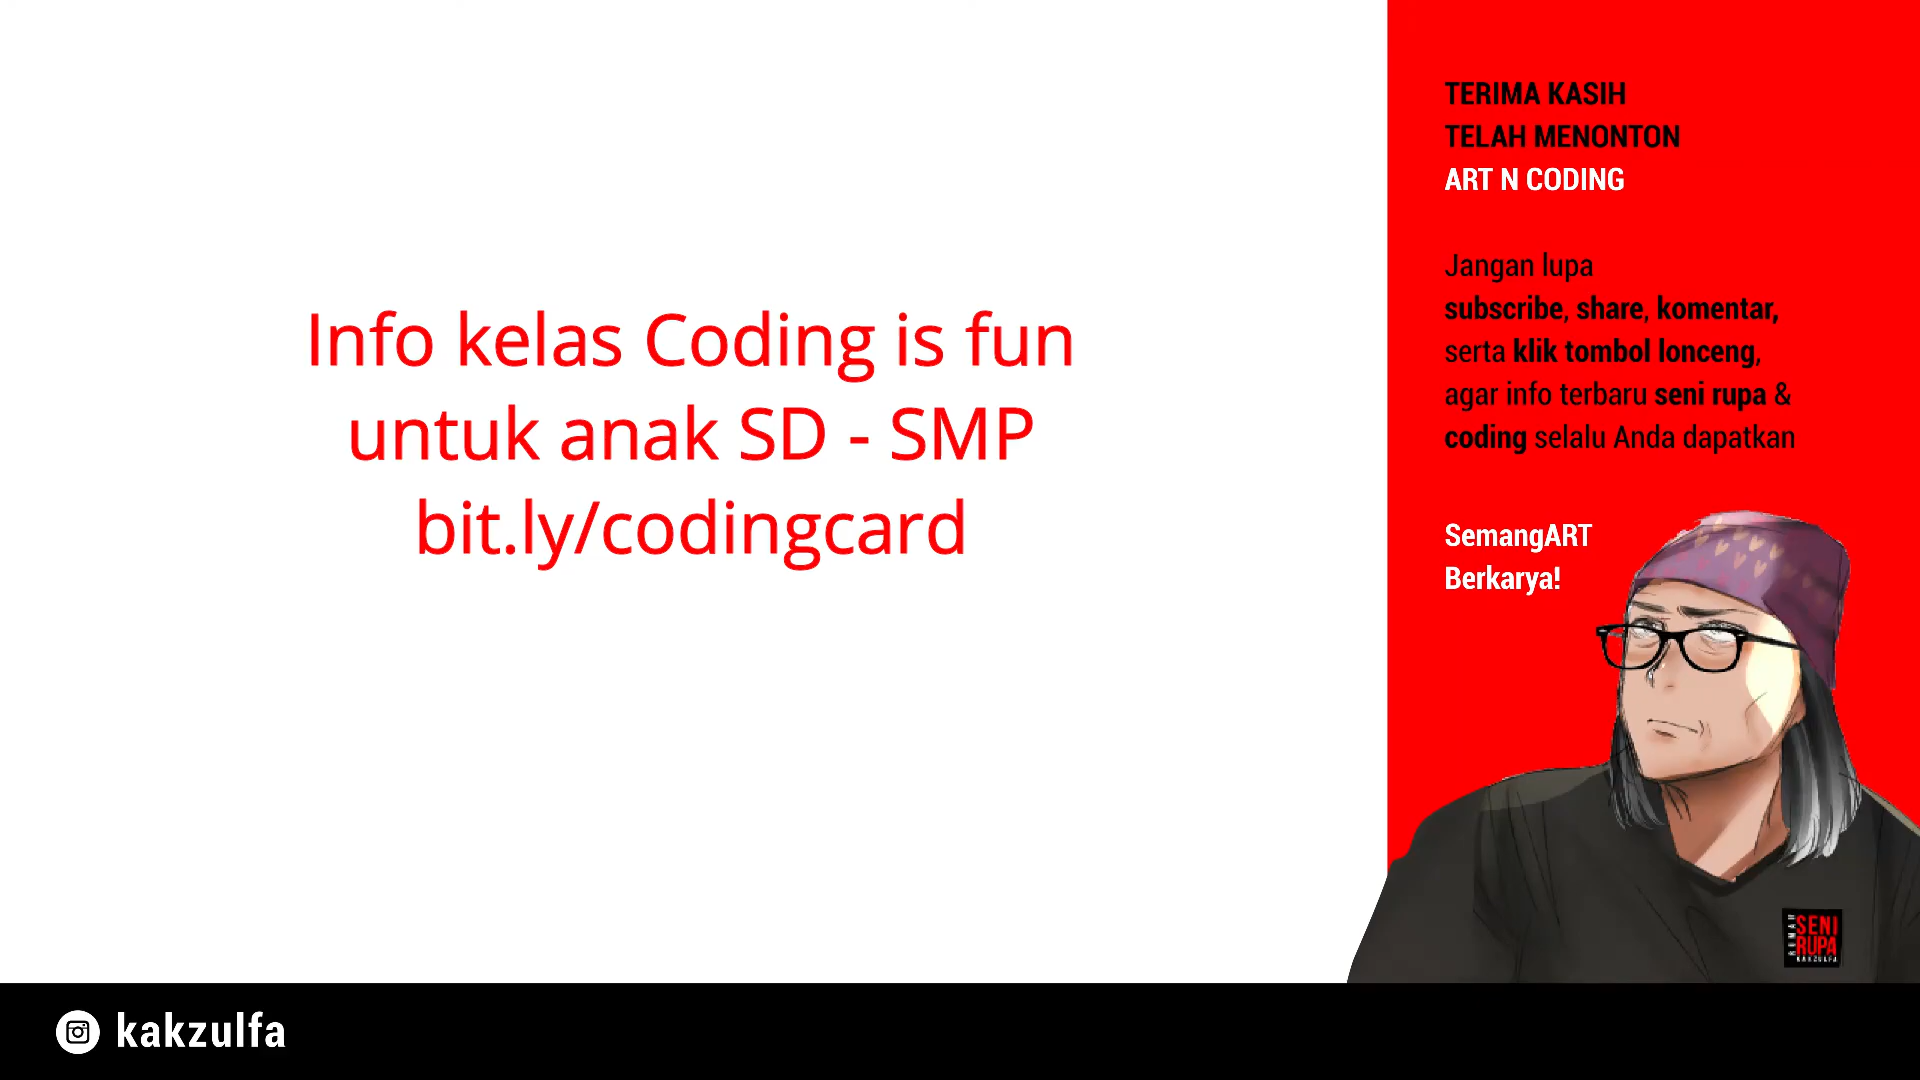 Info kelas Coding is fun
untuk anak SD - SMP
bit.ly/codingcard
TERIMA KASIH
TELAH MENONTON
ART N CODING
Jangan lupa
subscribe, share, komentar,
serta klik tombol lonceng,
agar info terbaru seni rupa &
coding selalu Anda dapatkan
SemangART
Berkarya!
RUMAH
SENI
RUPA
KAKZULFA
kakzulfa